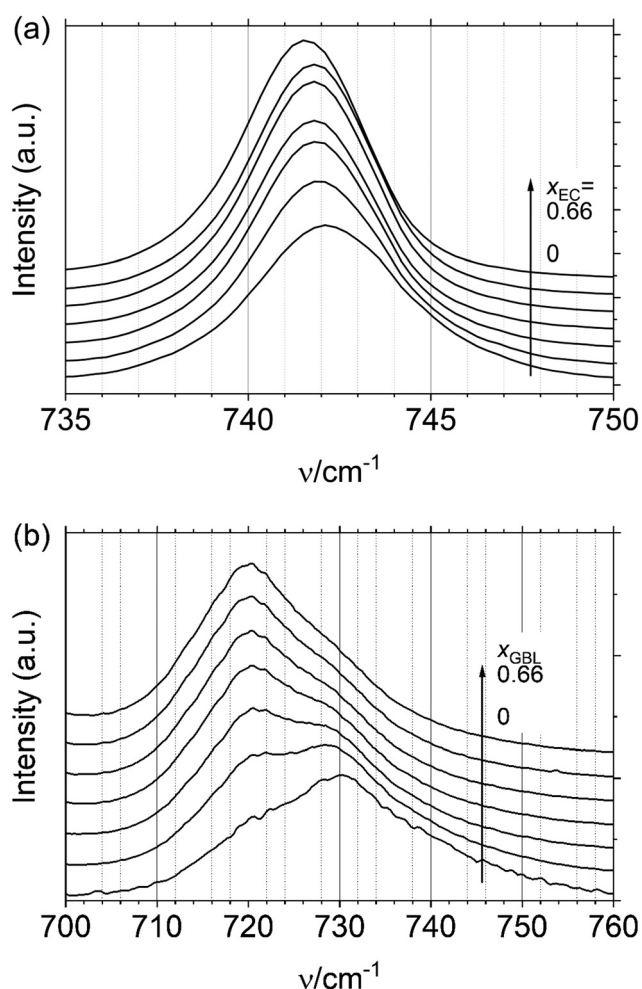 (a)
Intensity (a.u.)
x_EC=
0.66
0
735 740 745 750
ν/cm⁻¹
(b)
Intensity (a.u.)
x_GBL
0.66
0
700 710 720 730 740 750 760
ν/cm⁻¹